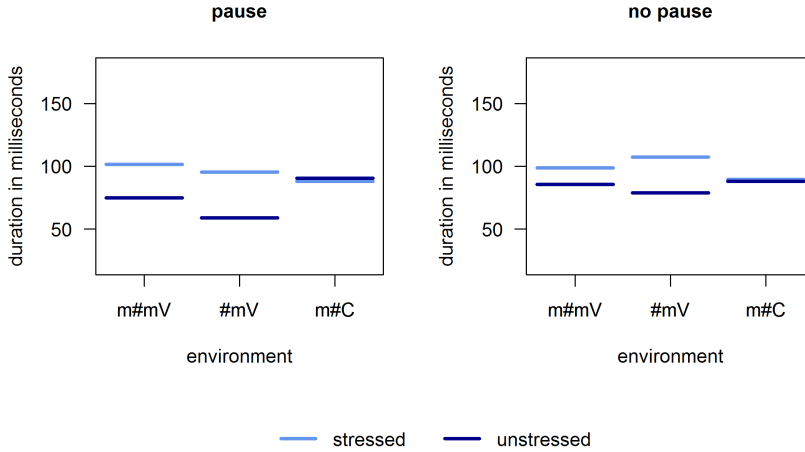 pause
duration in milliseconds
150
100
50
m#mV #mV m#C
environment
no pause
duration in milliseconds
150
100
50
m#mV #mV m#C
environment
stressed unstressed